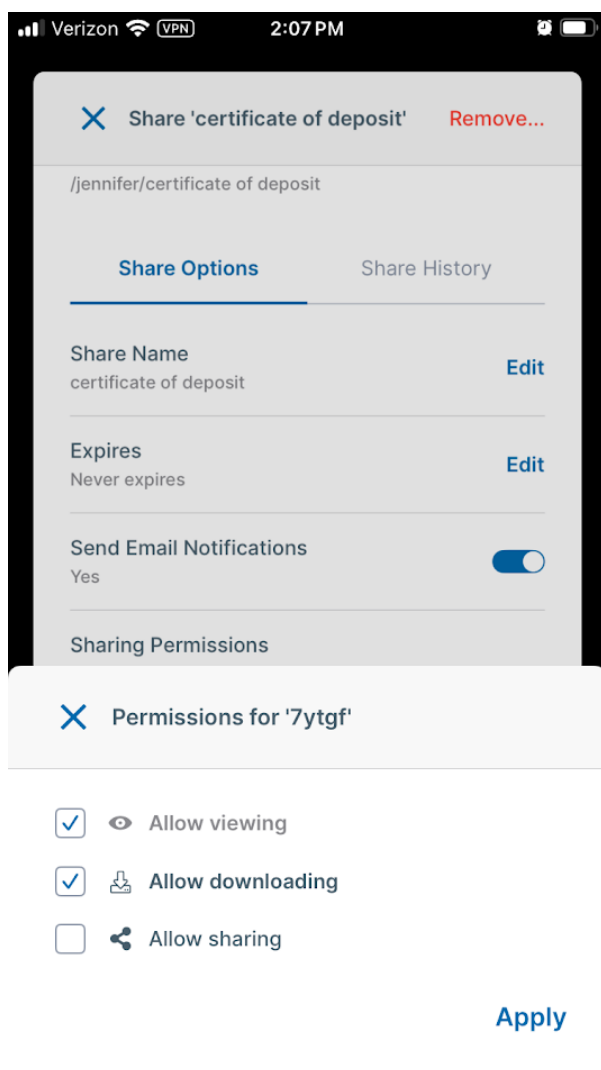 Verizon VPN 2:07 PM
Share 'certificate of deposit' Remove...
/jennifer/certificate of deposit
Share Options Share History
Share Name
certificate of deposit
Edit
Expires
Never expires
Edit
Send Email Notifications
Yes
Sharing Permissions
Permissions for '7ytgf'
Allow viewing
Allow downloading
Allow sharing
Apply